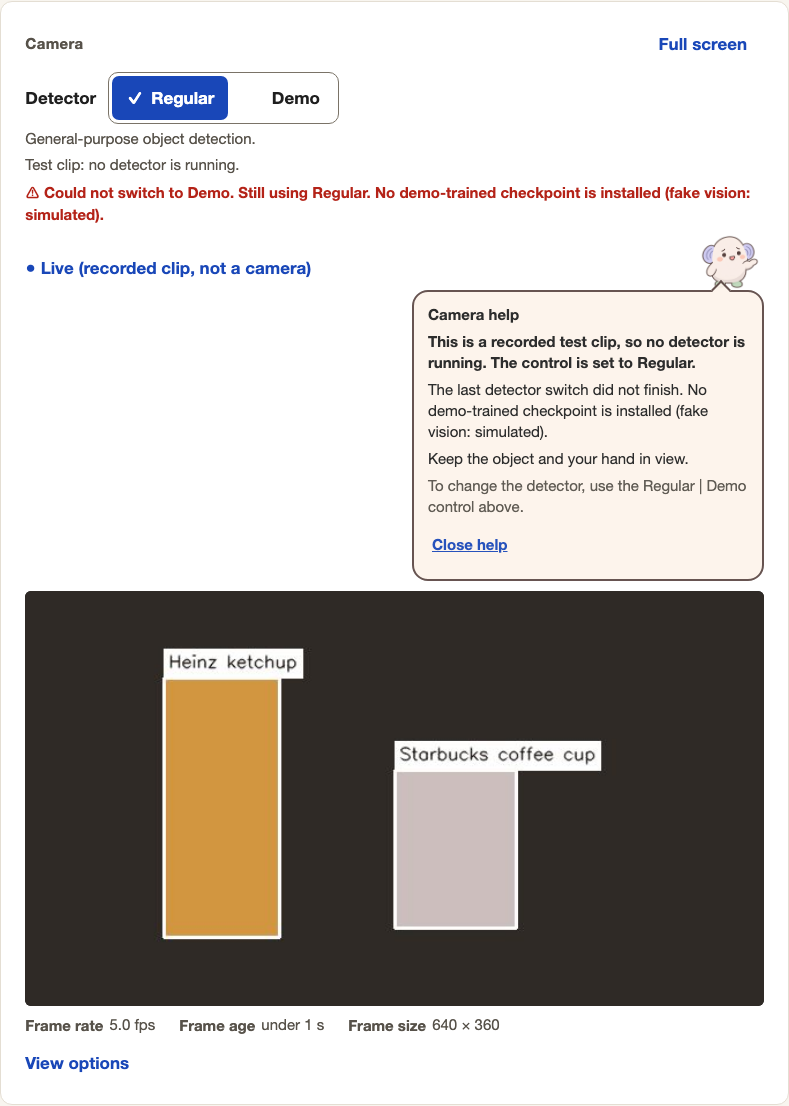 Camera
Full screen
Detector
✓ Regular
Demo
General-purpose object detection.
Test clip: no detector is running.
⚠ Could not switch to Demo. Still using Regular. No demo-trained checkpoint is installed (fake vision:
simulated).
• Live (recorded clip, not a camera)
Camera help
This is a recorded test clip, so no detector is
running. The control is set to Regular.
The last detector switch did not finish. No
demo-trained checkpoint is installed (fake
vision: simulated).
Keep the object and your hand in view.
To change the detector, use the Regular | Demo
control above.
Close help
Heinz ketchup
Starbucks coffee cup
Frame rate 5.0 fps
Frame age under 1 s
Frame size 640 × 360
View options